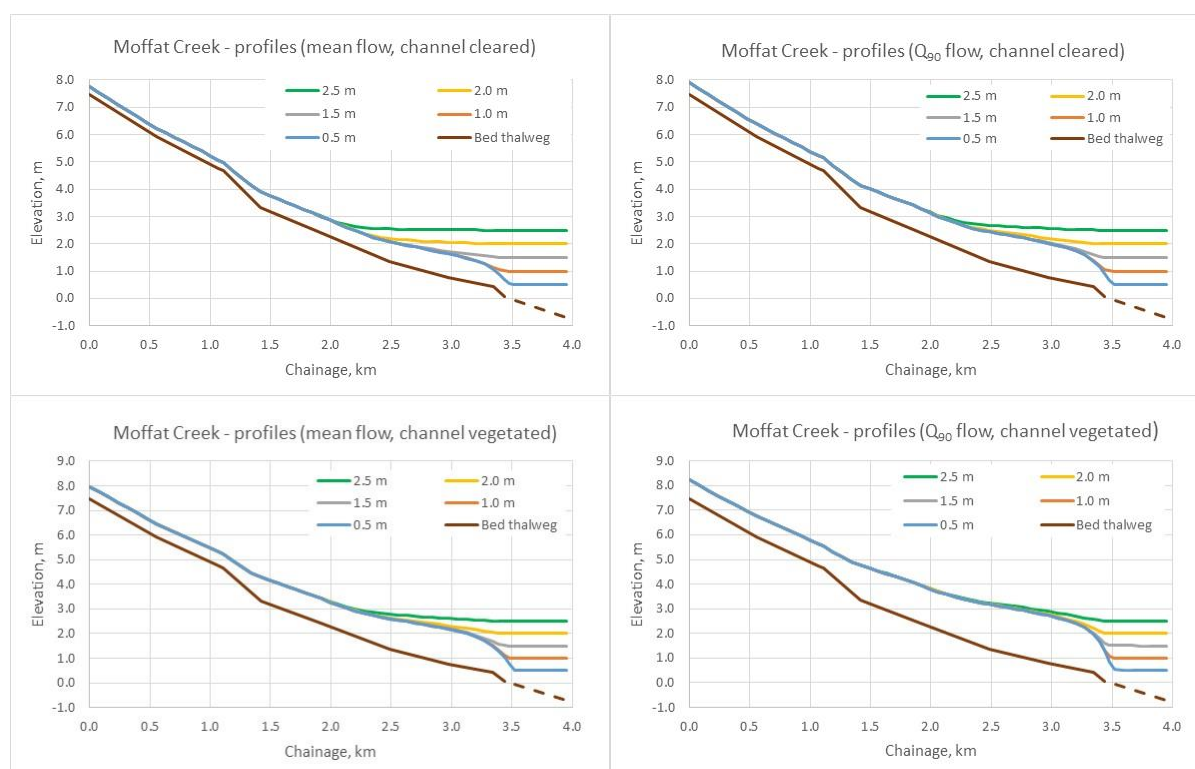 Moffat Creek - profiles (mean flow, channel cleared)
2.5 m 2.0 m
1.5 m 1.0 m
0.5 m Bed thalweg
8.0
7.0
6.0
5.0
4.0
3.0
2.0
1.0
0.0
-1.0
Elevation, m
0.0 0.5 1.0 1.5 2.0 2.5 3.0 3.5 4.0
Chainage, km
Moffat Creek - profiles (Q90 flow, channel cleared)
2.5 m 2.0 m
1.5 m 1.0 m
0.5 m Bed thalweg
8.0
7.0
6.0
5.0
4.0
3.0
2.0
1.0
0.0
-1.0
Elevation, m
0.0 0.5 1.0 1.5 2.0 2.5 3.0 3.5 4.0
Chainage, km
Moffat Creek - profiles (mean flow, channel vegetated)
2.5 m 2.0 m
1.5 m 1.0 m
0.5 m Bed thalweg
9.0
8.0
7.0
6.0
5.0
4.0
3.0
2.0
1.0
0.0
-1.0
Elevation, m
0.0 0.5 1.0 1.5 2.0 2.5 3.0 3.5 4.0
Chainage, km
Moffat Creek - profiles (Q90 flow, channel vegetated)
2.5 m 2.0 m
1.5 m 1.0 m
0.5 m Bed thalweg
9.0
8.0
7.0
6.0
5.0
4.0
3.0
2.0
1.0
0.0
-1.0
Elevation, m
0.0 0.5 1.0 1.5 2.0 2.5 3.0 3.5 4.0
Chainage, km